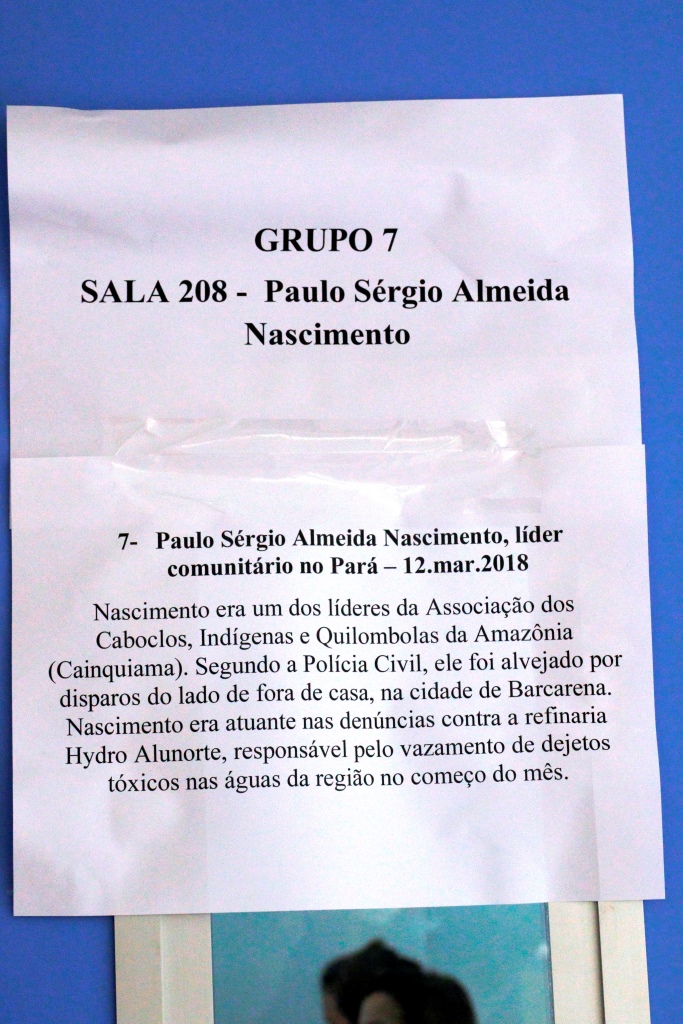 GRUPO 7
SALA 208 - Paulo Sérgio Almeida
Nascimento
7- Paulo Sérgio Almeida Nascimento, líder
comunitário no Pará – 12.mar.2018
Nascimento era um dos líderes da Associação dos
Caboclos, Indígenas e Quilombolas da Amazônia
(Cainquiama). Segundo a Polícia Civil, ele foi alvejado por
disparos do lado de fora de casa, na cidade de Barcarena.
Nascimento era atuante nas denúncias contra a refinaria
Hydro Alunorte, responsável pelo vazamento de dejetos
tóxicos nas águas da região no começo do mês.